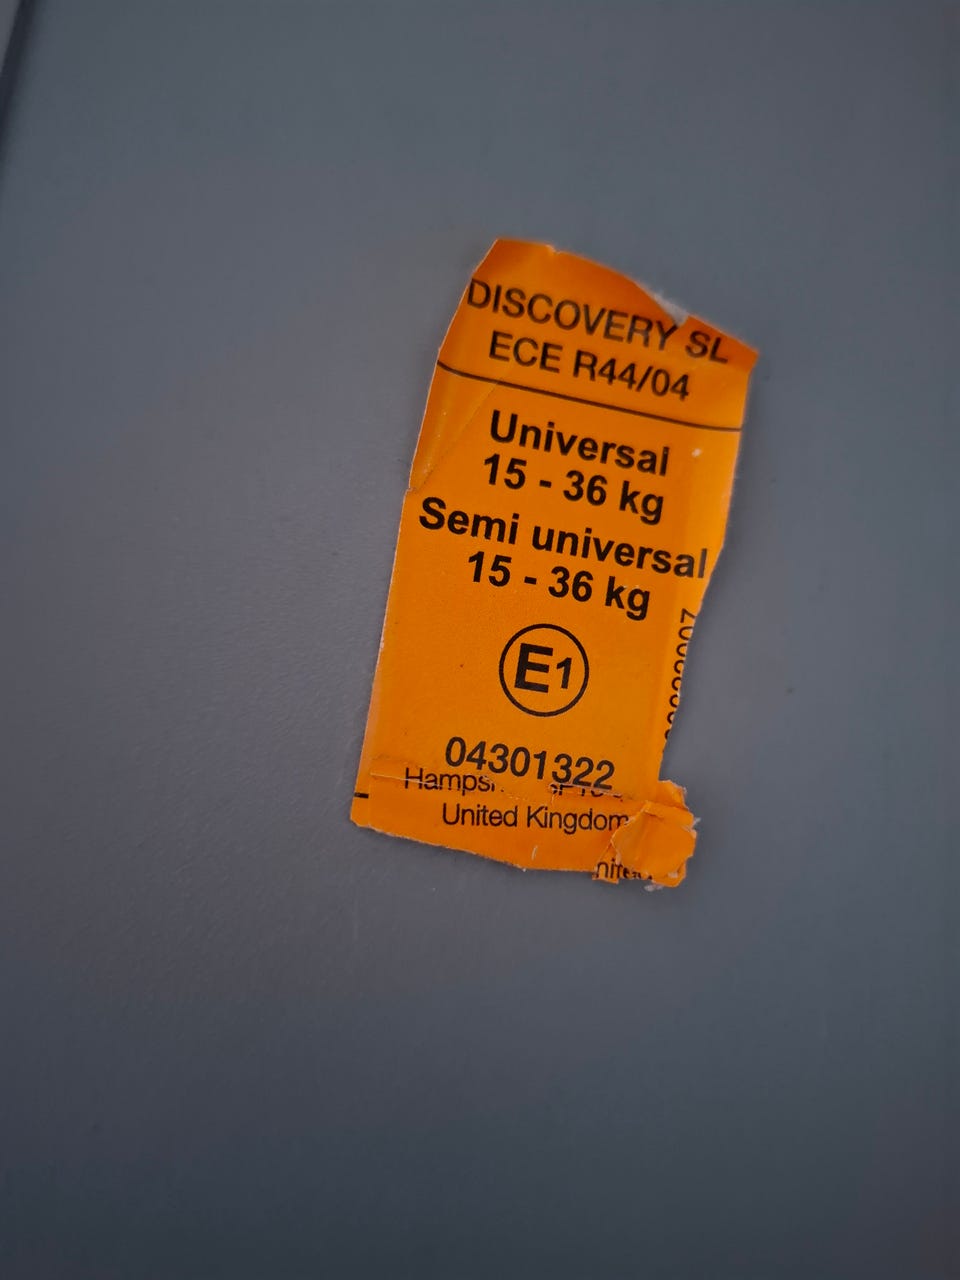 DISCOVERY SL
ECE R44/04
Universal
15 - 36 kg
Semi universal
15 - 36 kg
E1
04301322
United Kingdom